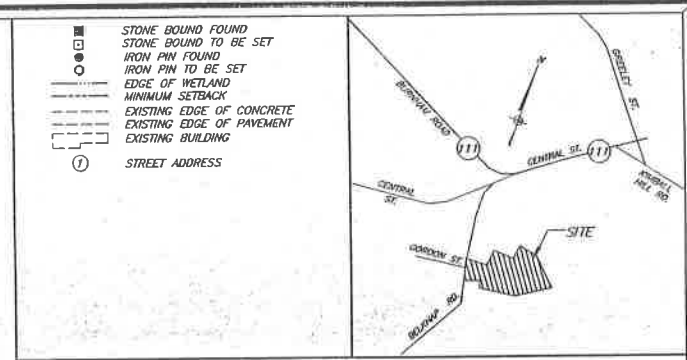 STONE BOUND FOUND
STONE BOUND TO BE SET
IRON PIN FOUND
IRON PIN TO BE SET
EDGE OF WETLAND
MINIMUM SETBACK
EXISTING EDGE OF CONCRETE
EXISTING EDGE OF PAVEMENT
EXISTING BUILDING
1 STREET ADDRESS
GREELEY
ST.
BURNHAM ROAD
N
111
CENTRAL ST.
111
KIMBALL
HILL RD.
CENTRAL
ST.
GORDON ST.
SITE
BELKNAP RD.